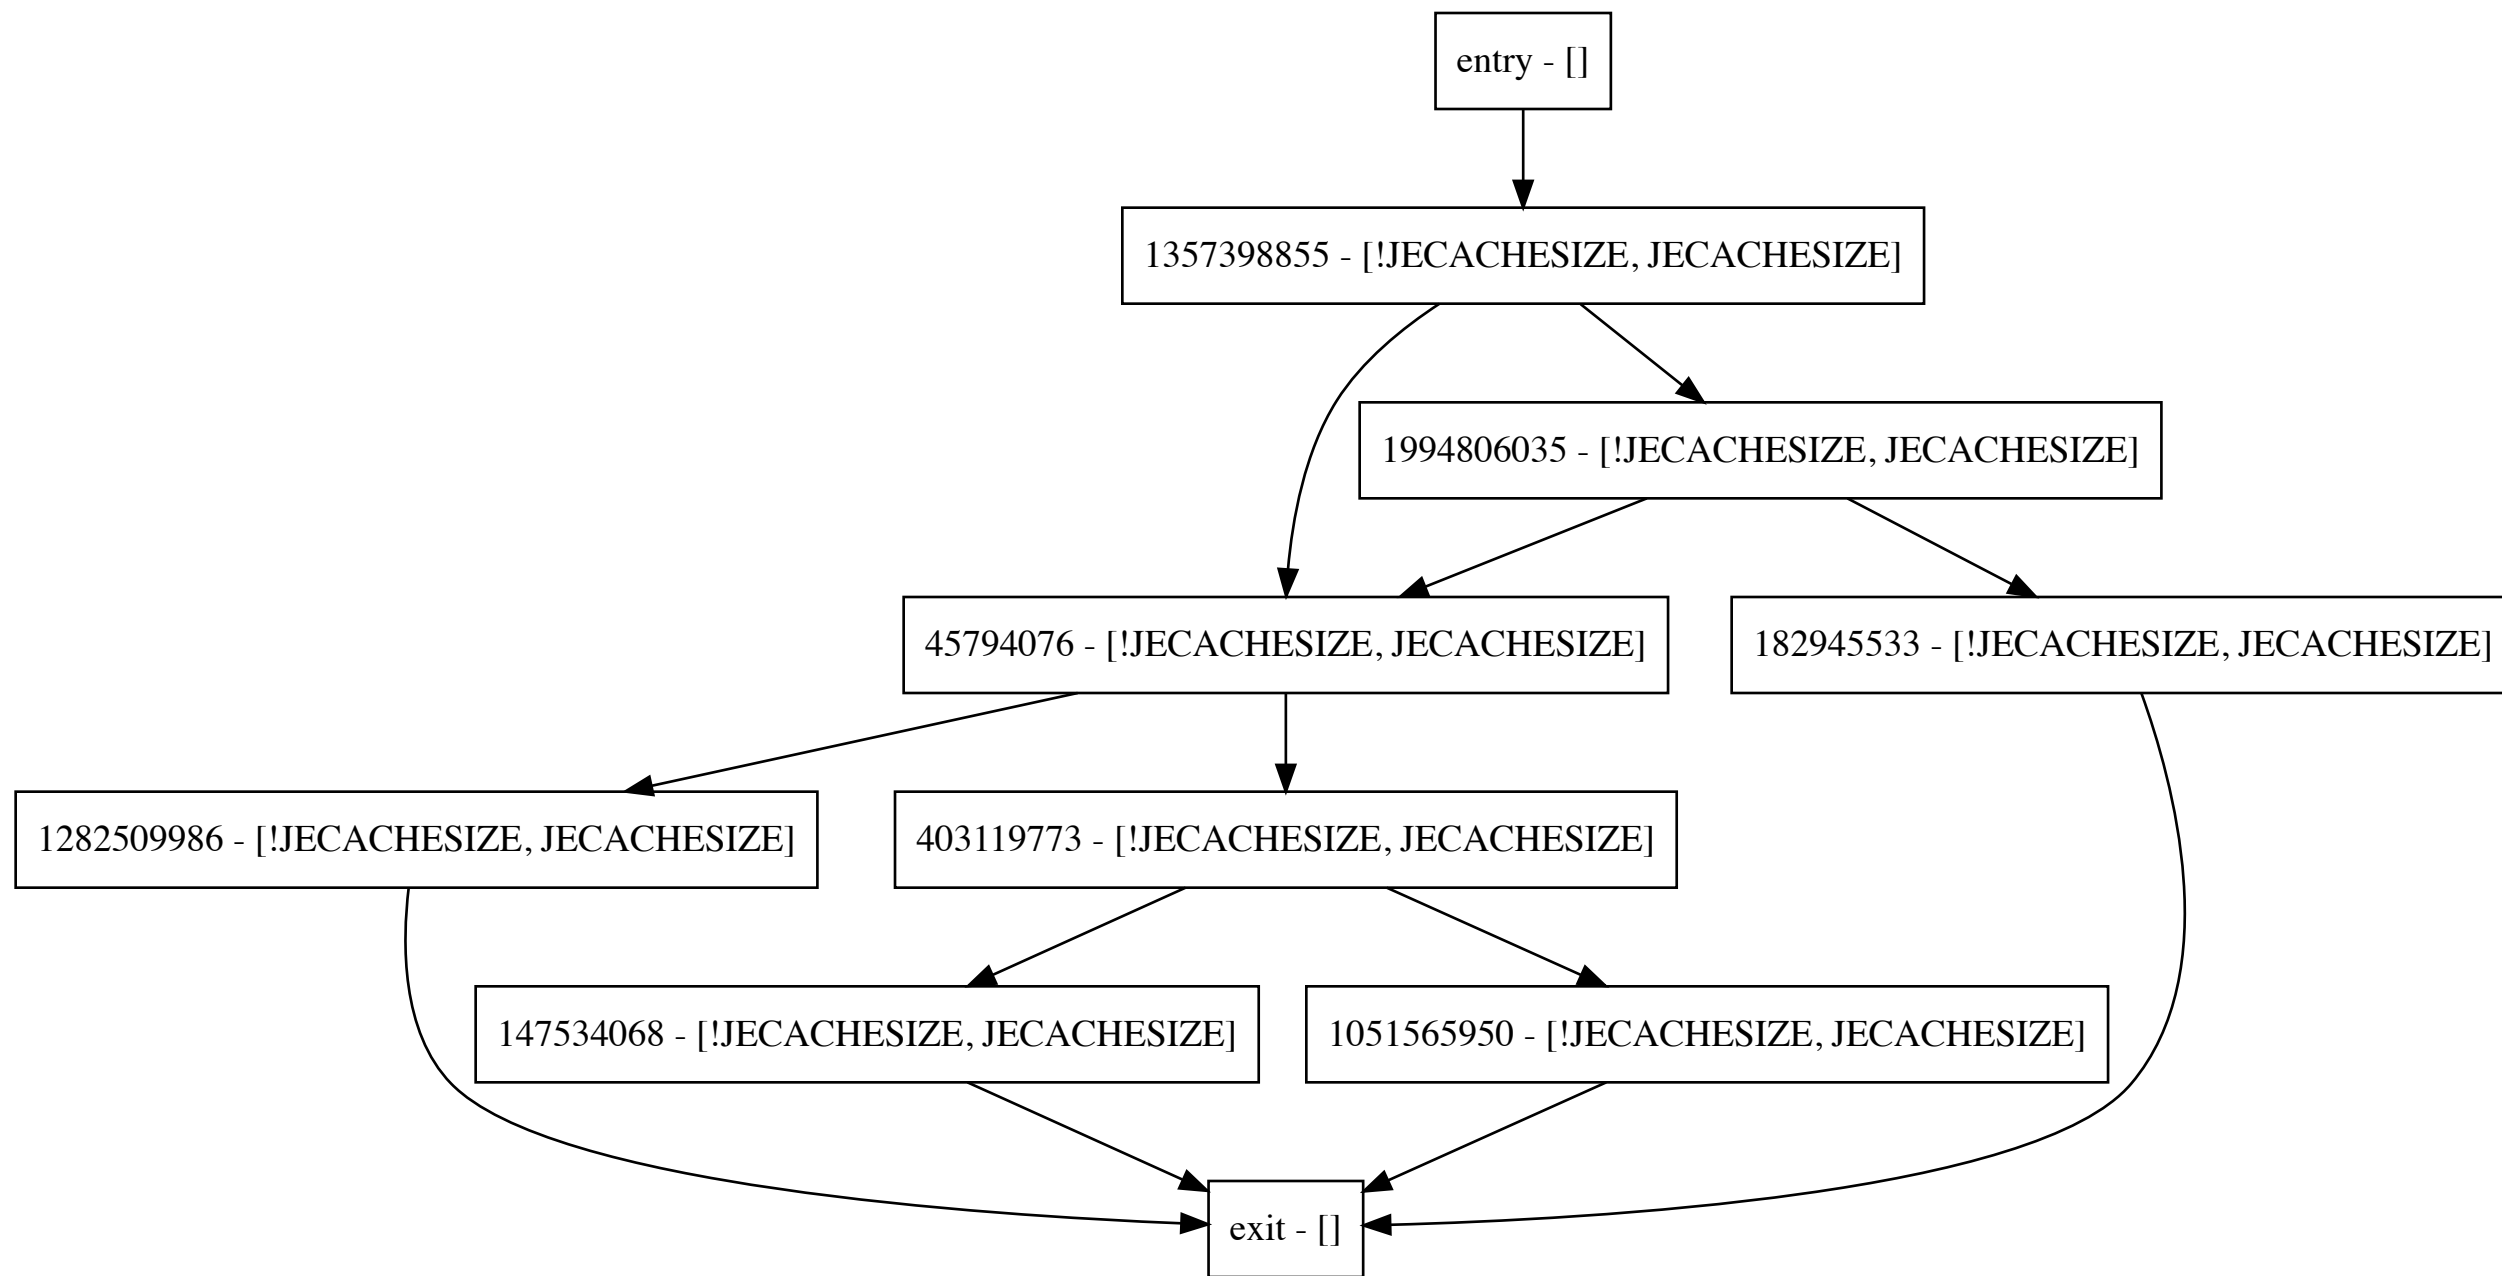 entry - []
1357398855 - [!JECACHESIZE, JECACHESIZE]
1994806035 - [!JECACHESIZE, JECACHESIZE]
45794076 - [!JECACHESIZE, JECACHESIZE]
182945533 - [!JECACHESIZE, JECACHESIZE]
1282509986 - [!JECACHESIZE, JECACHESIZE]
403119773 - [!JECACHESIZE, JECACHESIZE]
147534068 - [!JECACHESIZE, JECACHESIZE]
1051565950 - [!JECACHESIZE, JECACHESIZE]
exit - []